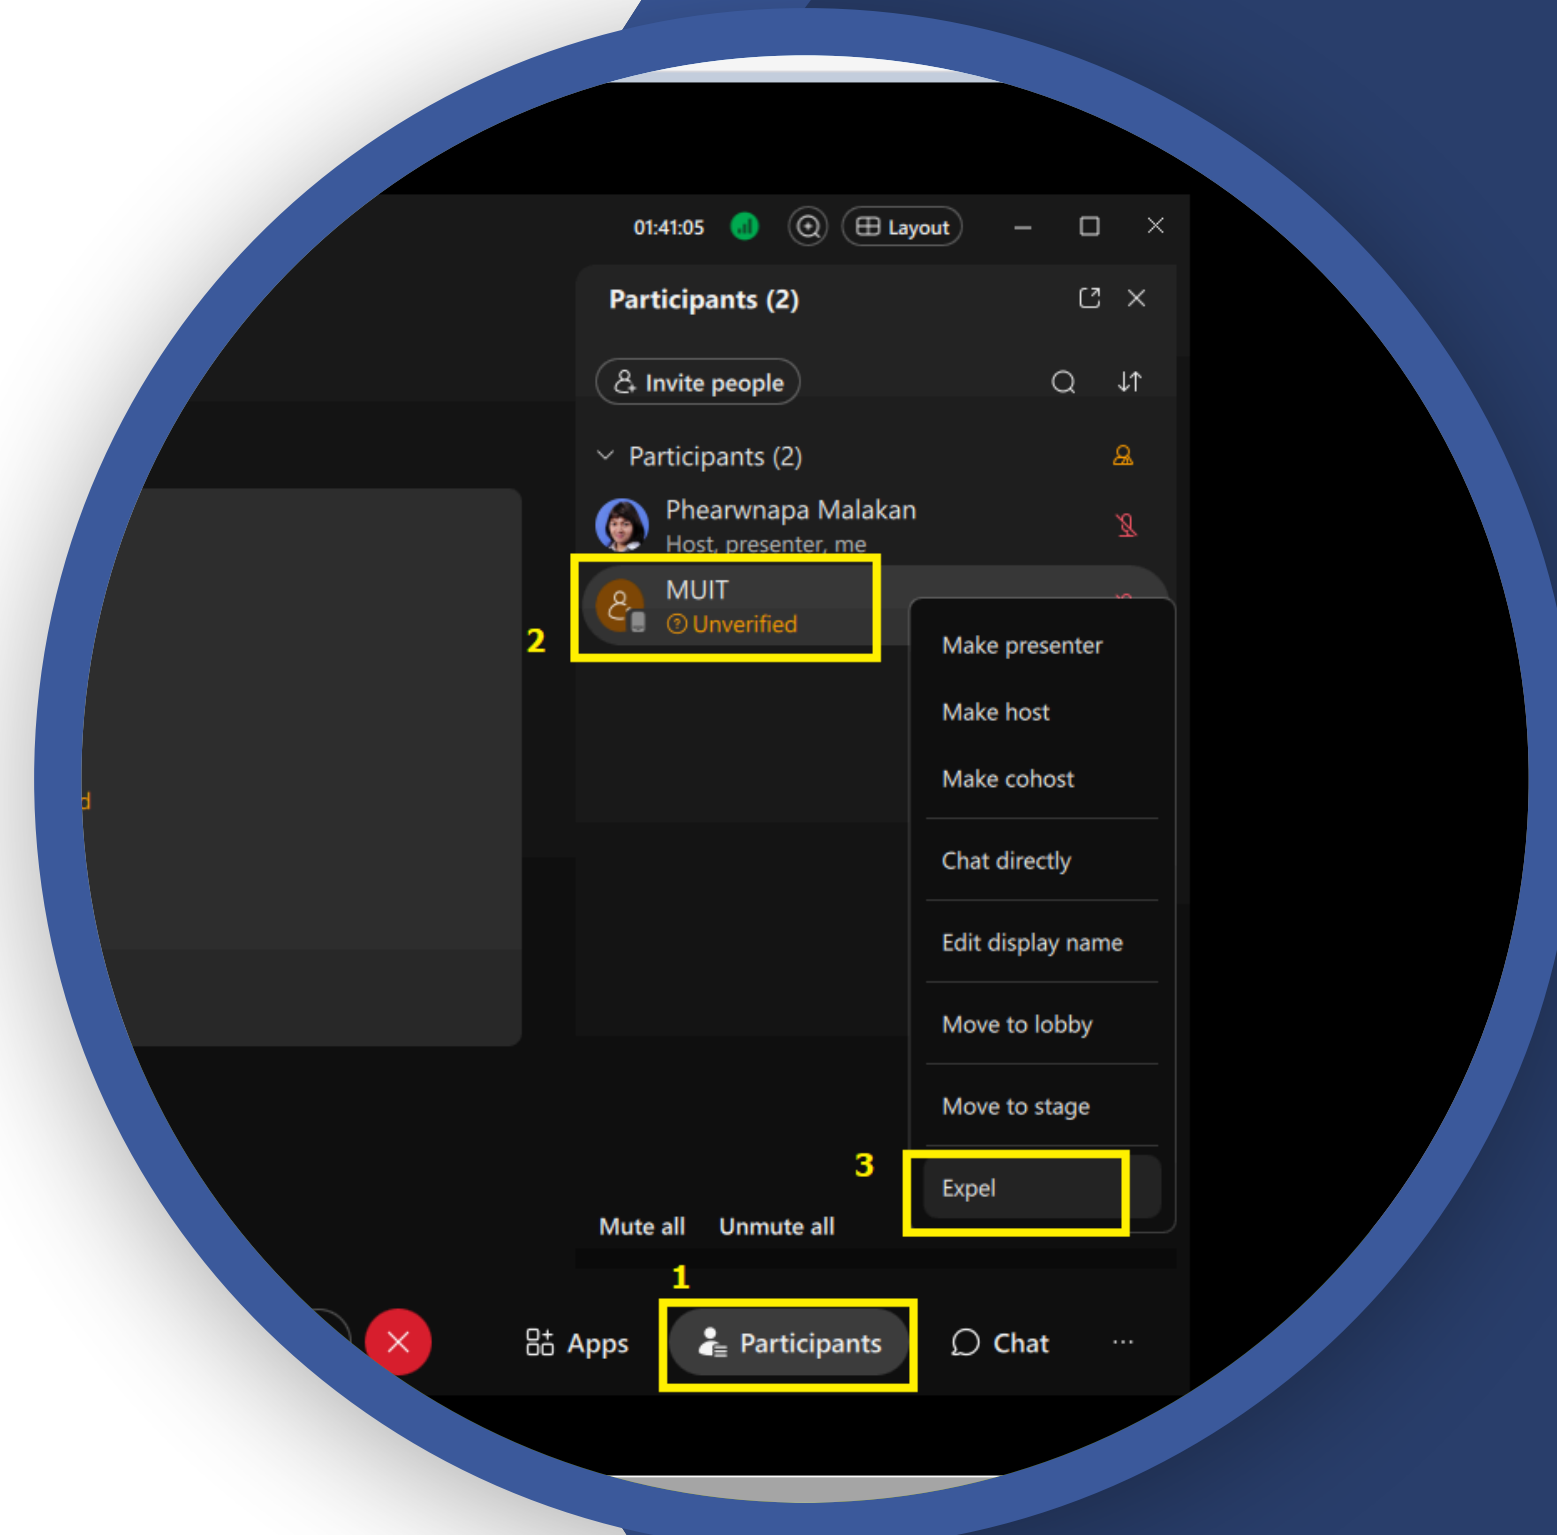 01:41:05
Layout
Participants (2)
Invite people
Participants (2)
Phearwnapa Malakan
Host, presenter, me
MUIT
Unverified
2
Make presenter
Make host
Make cohost
d
Chat directly
Edit display name
Move to lobby
Move to stage
3
Expel
Mute all Unmute all
1
Apps Participants Chat ...